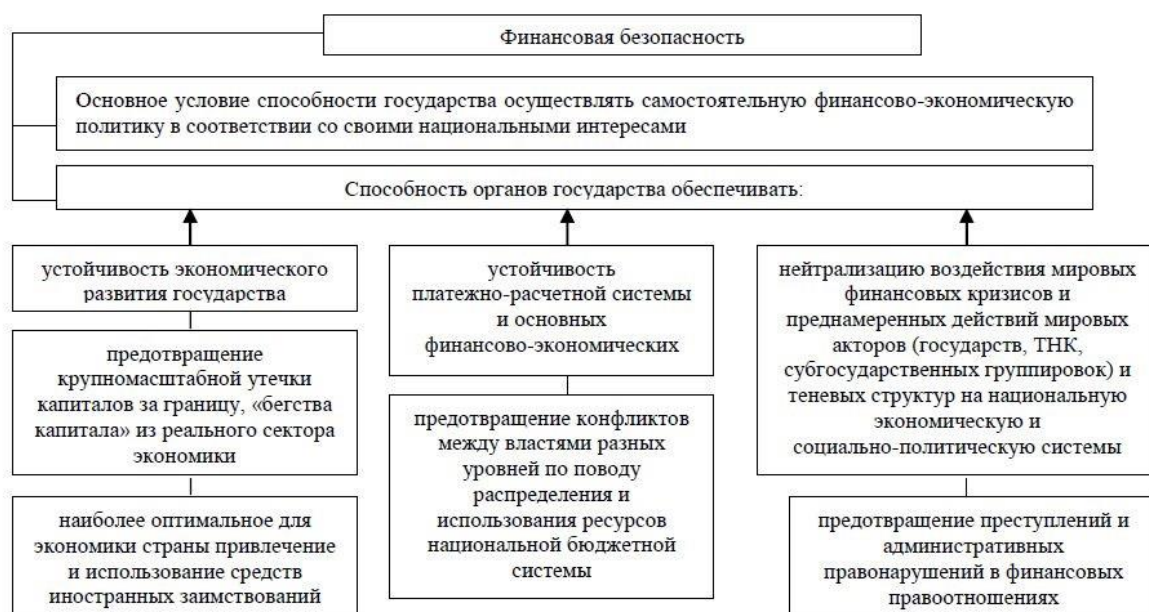 Финансовая безопасность
Основное условие способности государства осуществлять самостоятельную финансово-экономическую
политику в соответствии со своими национальными интересами
Способность органов государства обеспечивать:
устойчивость экономического
развития государства
предотвращение
крупномасштабной утечки
капиталов за границу, «бегства
капитала» из реального сектора
экономики
наиболее оптимальное для
экономики страны привлечение
и использование средств
иностранных заимствований
устойчивость
платежно-расчетной системы
и основных
финансово-экономических
предотвращение конфликтов
между властями разных
уровней по поводу
распределения и
использования ресурсов
национальной бюджетной
системы
нейтрализацию воздействия мировых
финансовых кризисов и
преднамеренных действий мировых
акторов (государств, ТНК,
субгосударственных группировок) и
теневых структур на национальную
экономическую и
социально-политическую системы
предотвращение преступлений и
административных
правонарушений в финансовых
правоотношениях